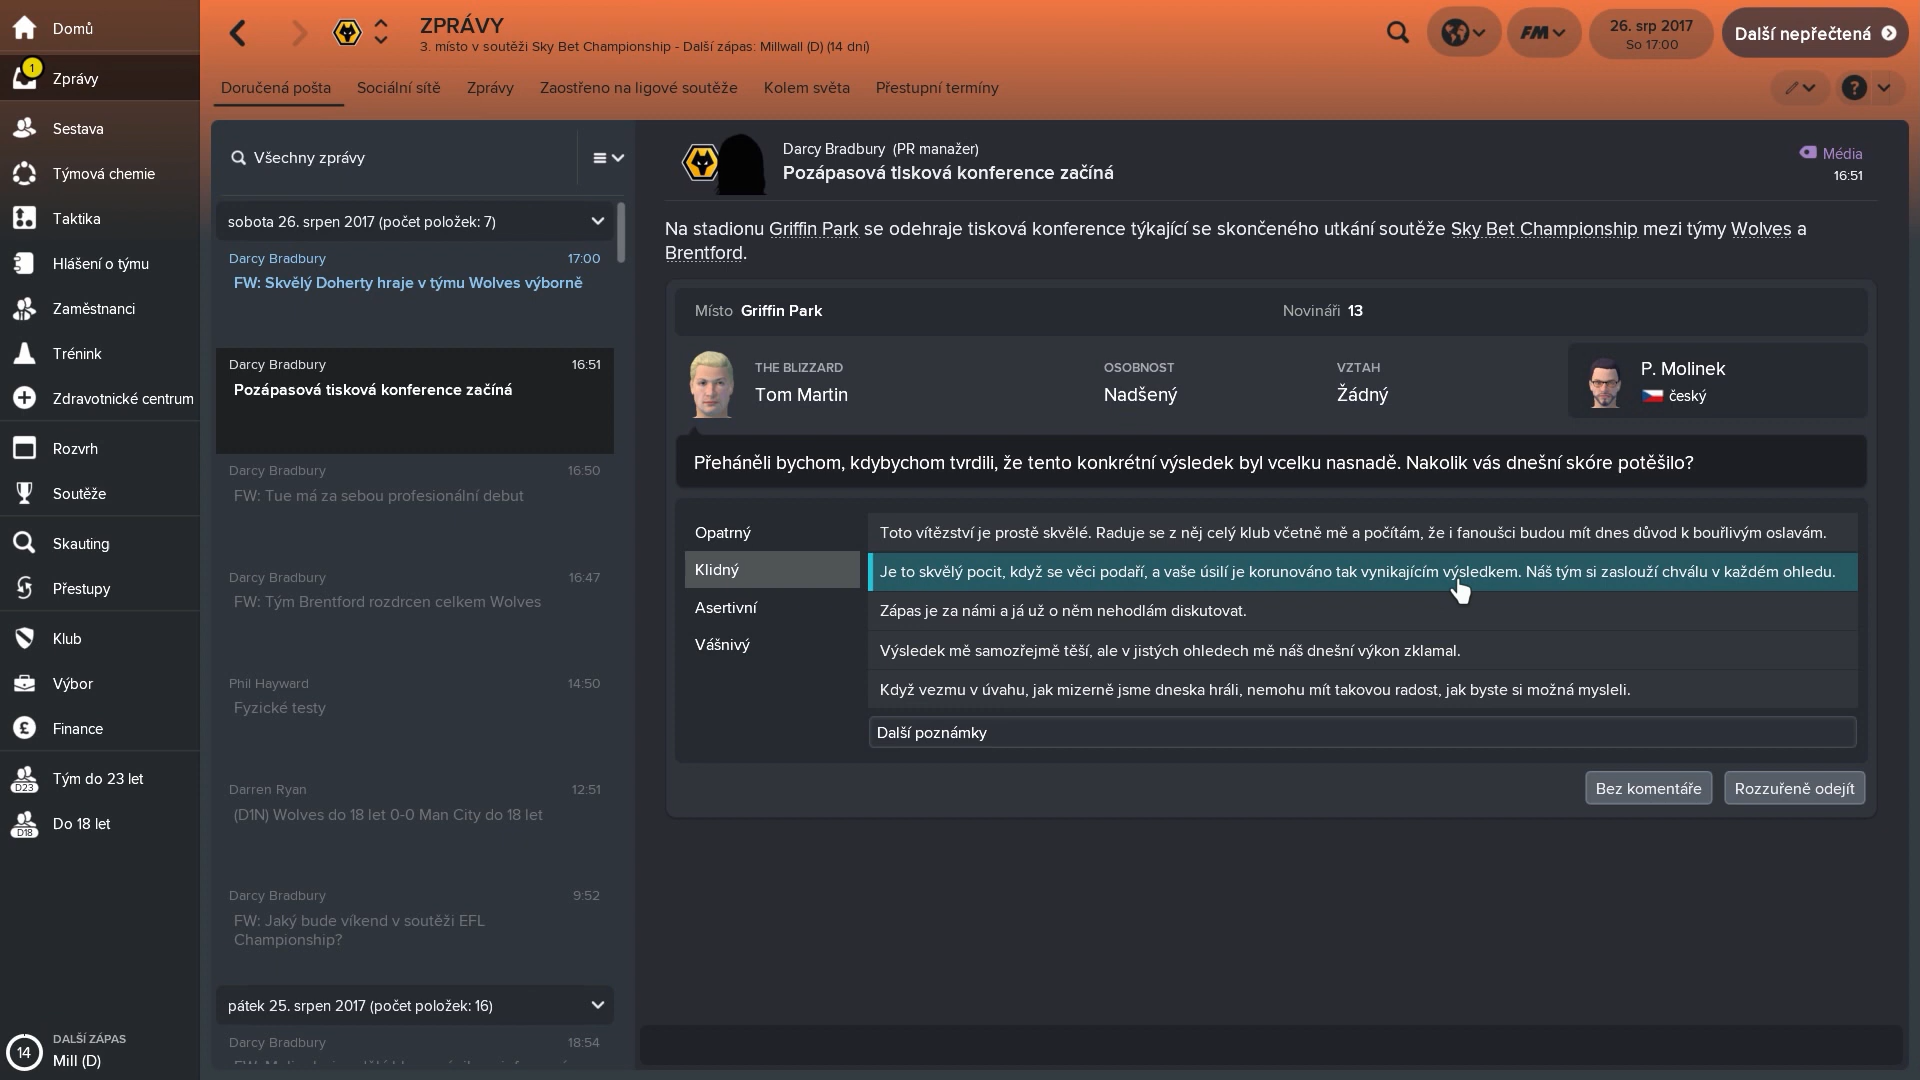 Domů
1
Zprávy
Sestava
Týmová chemie
Taktika
Hlášení o týmu
Zaměstnanci
Trénink
Zdravotnické centrum
Rozvrh
Soutěže
Skauting
Přestupy
Klub
Výbor
Finance
D23
Tým do 23 let
D18
Do 18 let
14
DALŠÍ ZÁPAS
Mill (D)
ZPRÁVY
3. místo v soutěži Sky Bet Championship - Další zápas: Millwall (D) (14 dní)
FM
26. srp 2017
So 17:00
Další nepřečtená
Doručená pošta
Sociální sítě
Zprávy
Zaostřeno na ligové soutěže
Kolem světa
Přestupní termíny
?
Všechny zprávy
sobota 26. srpen 2017 (počet položek: 7)
Darcy Bradbury 17:00
FW: Skvělý Doherty hraje v týmu Wolves výborně
Darcy Bradbury 16:51
Pozápasová tisková konference začíná
Darcy Bradbury 16:50
FW: Tue má za sebou profesionální debut
Darcy Bradbury 16:47
FW: Tým Brentford rozdrcen celkem Wolves
Phil Hayward 14:50
Fyzické testy
Darren Ryan 12:51
(D1N) Wolves do 18 let 0-0 Man City do 18 let
Darcy Bradbury 9:52
FW: Jaký bude víkend v soutěži EFL
Championship?
pátek 25. srpen 2017 (počet položek: 16)
Darcy Bradbury 18:54
Darcy Bradbury (PR manažer)
Pozápasová tisková konference začíná
Média
16:51
Na stadionu Griffin Park se odehraje tisková konference týkající se skončeného utkání soutěže Sky Bet Championship mezi týmy Wolves a
Brentford.
Místo Griffin Park
Novináři 13
THE BLIZZARD
Tom Martin
OSOBNOST
Nadšený
VZTAH
Žádný
P. Molinek
český
Přeháněli bychom, kdybychom tvrdili, že tento konkrétní výsledek byl vcelku nasnadě. Nakolik vás dnešní skóre potěšilo?
Opatrný
Klidný
Asertivní
Vášnivý
Toto vítězství je prostě skvělé. Raduje se z něj celý klub včetně mě a počítám, že i fanoušci budou mít dnes důvod k bouřlivým oslavám.
Je to skvělý pocit, když se věci podaří, a vaše úsilí je korunováno tak vynikajícím výsledkem. Náš tým si zaslouží chválu v každém ohledu.
Zápas je za námi a já už o něm nehodlám diskutovat.
Výsledek mě samozřejmě těší, ale v jistých ohledech mě náš dnešní výkon zklamal.
Když vezmu v úvahu, jak mizerně jsme dneska hráli, nemohu mít takovou radost, jak byste si možná mysleli.
Další poznámky
Bez komentáře
Rozzuřeně odejít